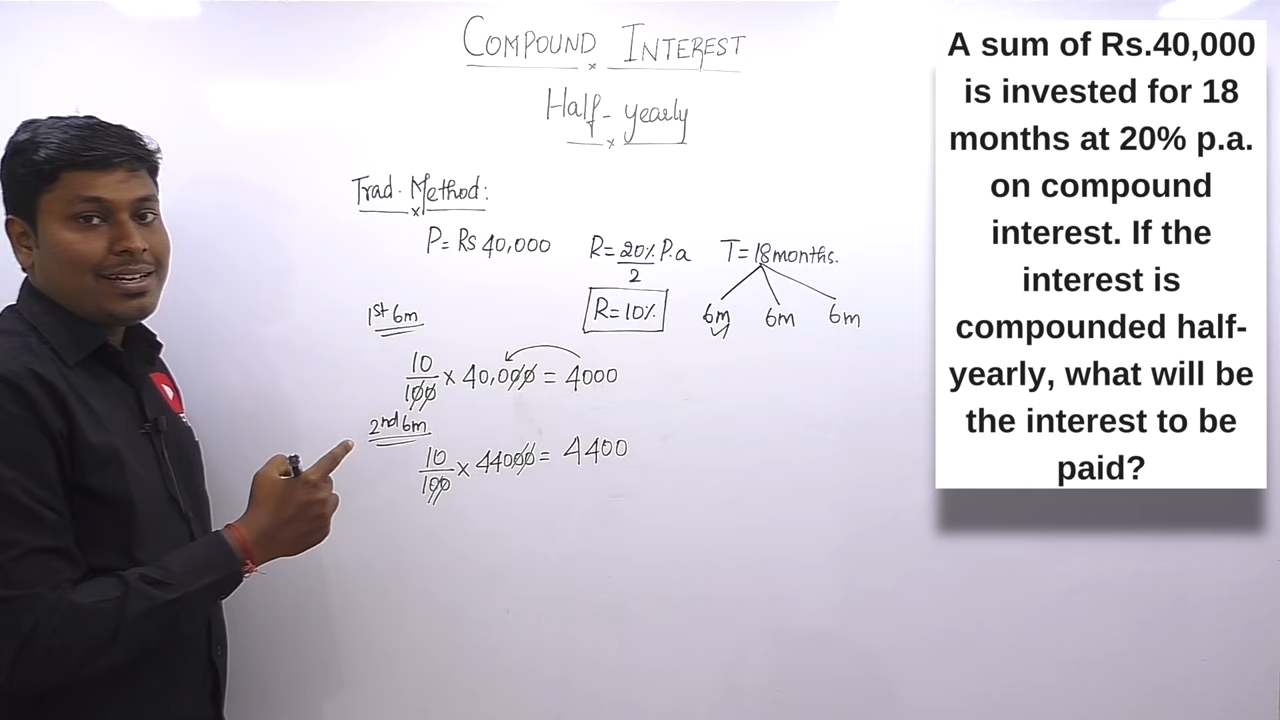 COMPOUND INTEREST
Half-yearly
Trad. Method:
P = Rs 40,000
R = 20% P.a
2
T = 18 months.
R = 10%
6m 6m 6m
1st 6m
10
100 × 40,000 = 4000
2nd 6m
10
100 × 44000 = 4400
A sum of Rs.40,000
is invested for 18
months at 20% p.a.
on compound
interest. If the
interest is
compounded half-
yearly, what will be
the interest to be
paid?